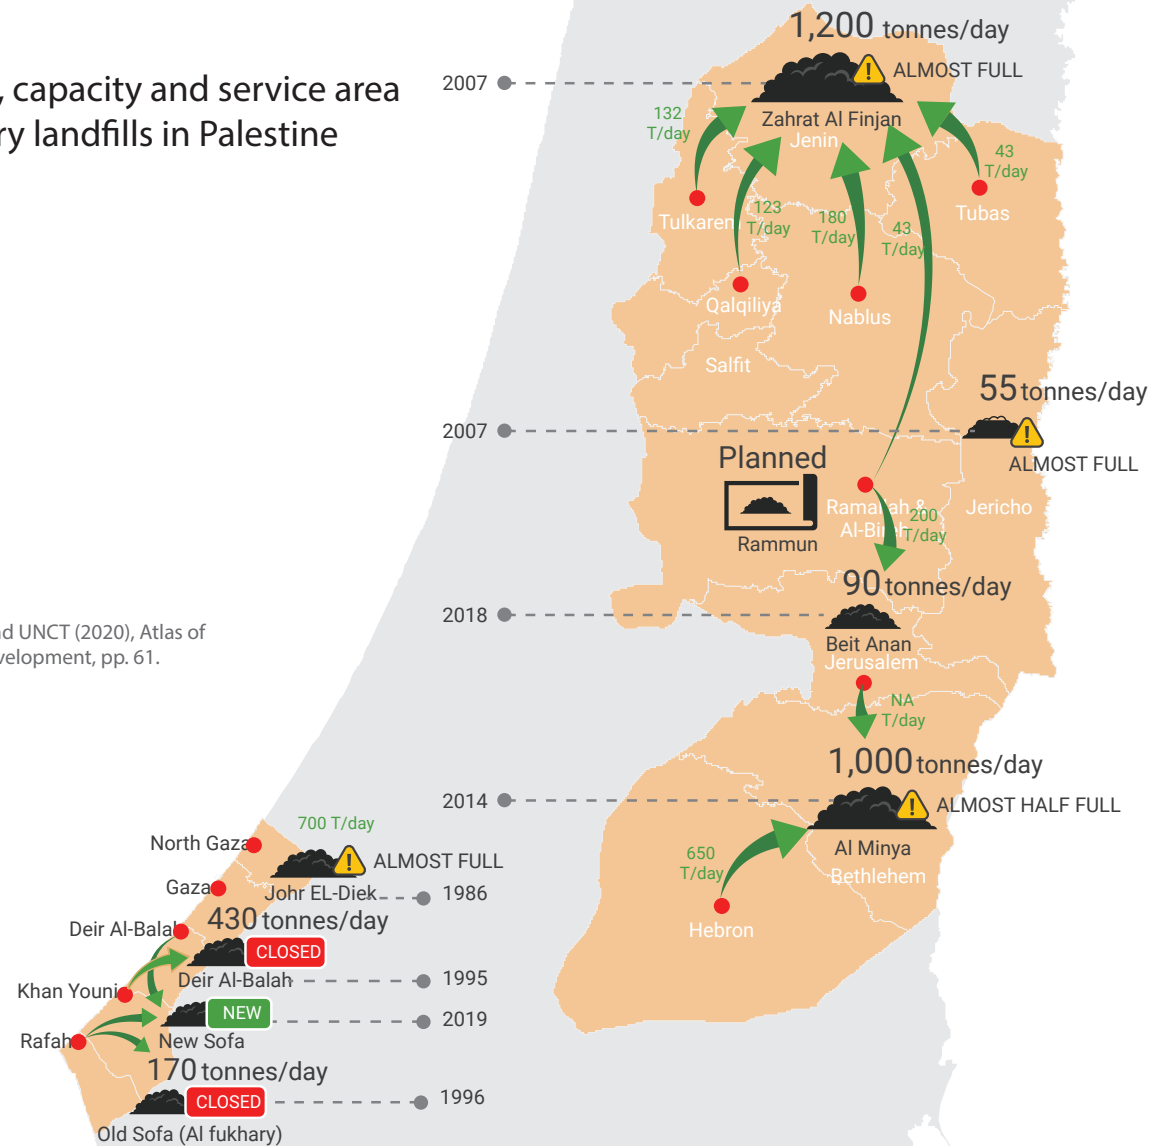 , capacity and service area
ry landfills in Palestine
1,200 tonnes/day
ALMOST FULL
2007
Zahrat Al Finjan
Jenin
132
T/day
43
T/day
Tulkarem
123
T/day
180
T/day
43
T/day
Tubas
Qalqiliya
Nablus
Salfit
55 tonnes/day
2007
ALMOST FULL
Planned
Rammun
Ramallah &
Al-Bireh
200
T/day
Jericho
90 tonnes/day
2018
Beit Anan
Jerusalem
nd UNCT (2020), Atlas of
velopment, pp. 61.
NA
T/day
1,000 tonnes/day
2014
ALMOST HALF FULL
Al Minya
Bethlehem
650
T/day
Hebron
700 T/day
North Gaza
ALMOST FULL
Gaza
Johr EL-Diek
1986
430 tonnes/day
Deir Al-Balah
CLOSED
Deir Al-Balah
1995
Khan Younis
NEW
2019
Rafah
New Sofa
170 tonnes/day
CLOSED
1996
Old Sofa (Al fukhary)